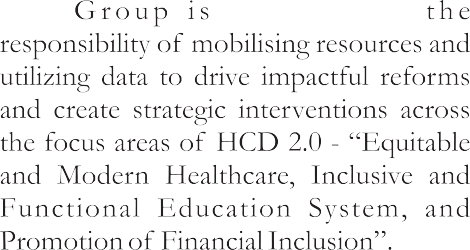 Group is the
responsibility of mobilising resources and
utilizing data to drive impactful reforms
and create strategic interventions across
the focus areas of HCD 2.0 - “Equitable
and Modern Healthcare, Inclusive and
Functional Education System, and
Promotion of Financial Inclusion”.